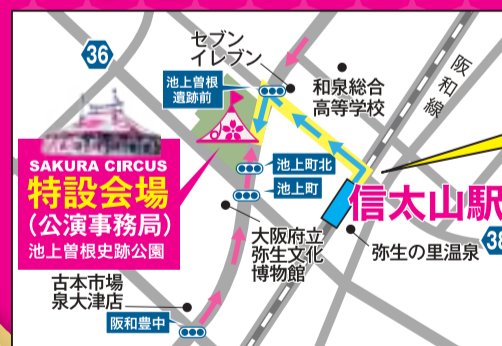 セブン
イレブン
36
池上曽根
遺跡前
和泉総合
高等学校
阪和線
SAKURA CIRCUS
特設会場
(公演事務局)
池上曽根史跡公園
池上町北
池上町
信太山駅
大阪府立
弥生文化
博物館
弥生の里温泉
38
古本市場
泉大津店
阪和豊中